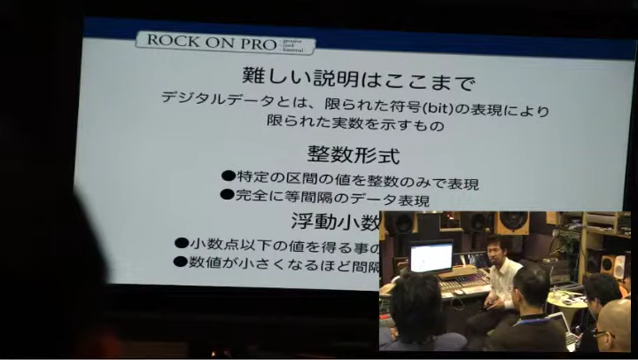 ROCK ON PRO
難しい説明はここまで
デジタルデータとは、限られた符号(bit)の表現により
限られた実数を示すもの
整数形式
●特定の区間の値を整数のみで表現
●完全に等間隔のデータ表現
浮動小数
●小数点以下の値を得る事の
●数値が小さくなるほど間隔